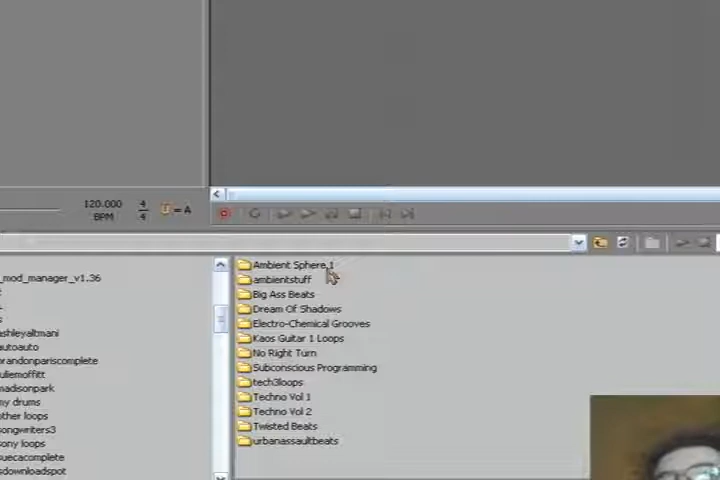 120.000
4
4
= A
BPM
_mod_manager_v1.36
ashleyaltmani
autoauto
brandonpariscomplete
uliemoffitt
madisonpark
my drums
other loops
songwriters3
sony loops
suecacomplete
sdownloadspot
Ambient Sphere 1
ambientstuff
Big Ass Beats
Dream Of Shadows
Electro-Chemical Grooves
Kaos Guitar 1 Loops
No Right Turn
Subconscious Programming
tech3loops
Techno Vol 1
Techno Vol 2
Twisted Beats
urbanassaultbeats